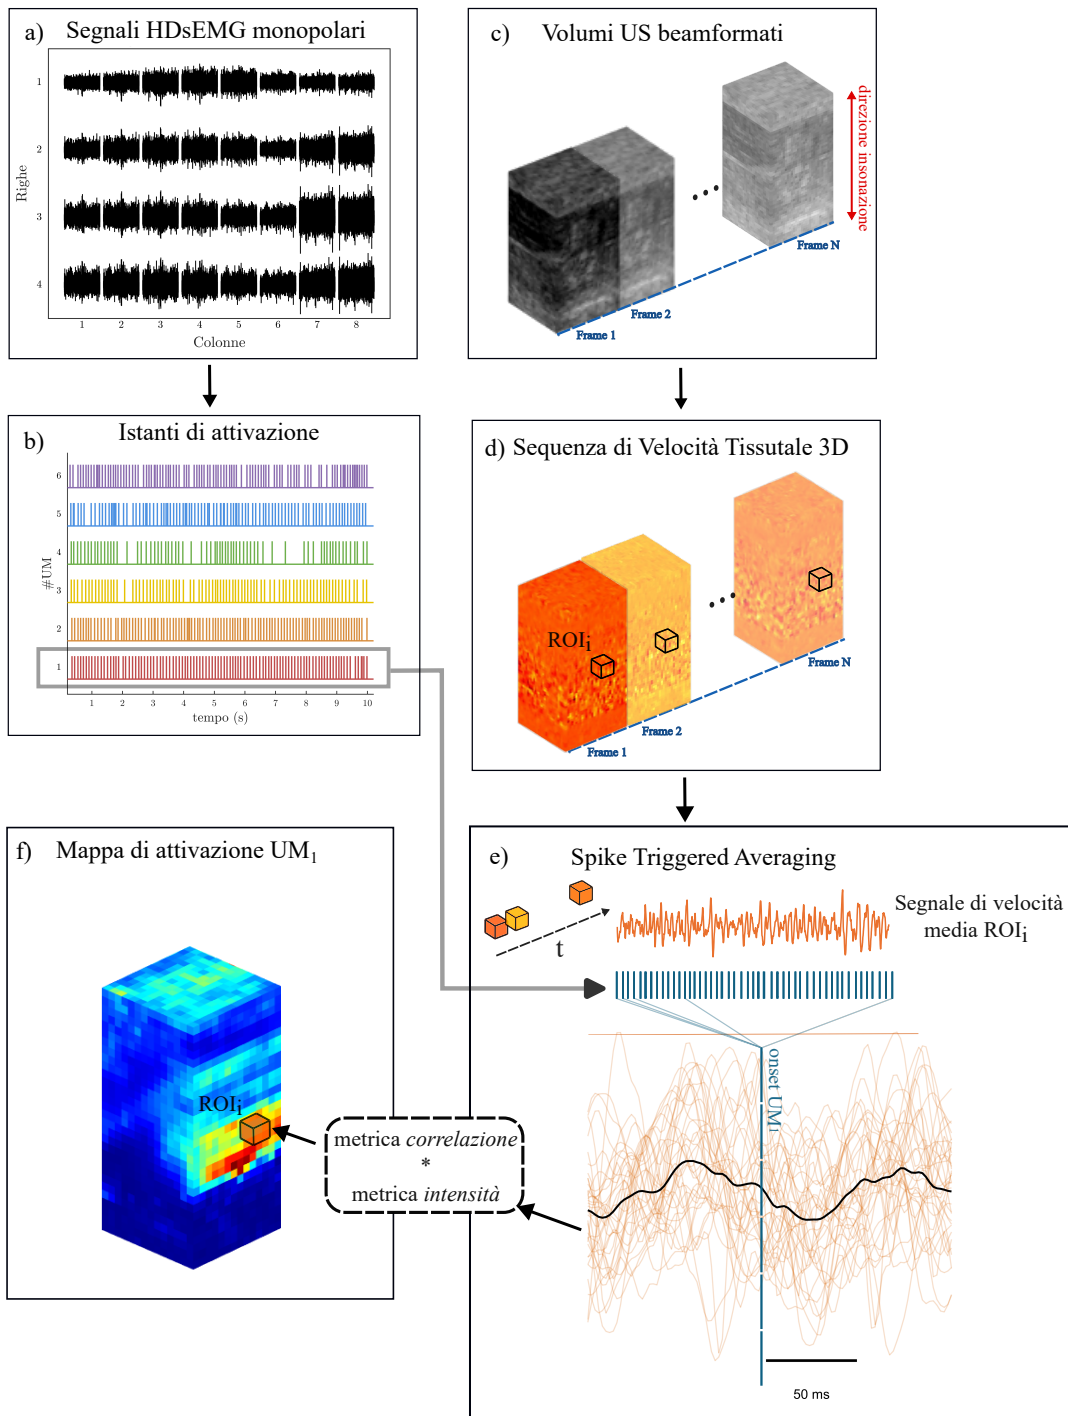 a) Segnali HDsEMG monopolari
Righe
1
2
3
4
1 2 3 4 5 6 7 8
Colonne
b) Istanti di attivazione
#UM
6
5
4
3
2
1
1 2 3 4 5 6 7 8 9 10
tempo (s)
c) Volumi US beamformati
direzione insonazione
Frame 1
Frame 2
Frame N
d) Sequenza di Velocità Tissutale 3D
ROIi
Frame 1
Frame 2
Frame N
e) Spike Triggered Averaging
t
Segnale di velocità
media ROIi
onset UM1
50 ms
metrica correlazione
*
metrica intensità
f) Mappa di attivazione UM1
ROIi